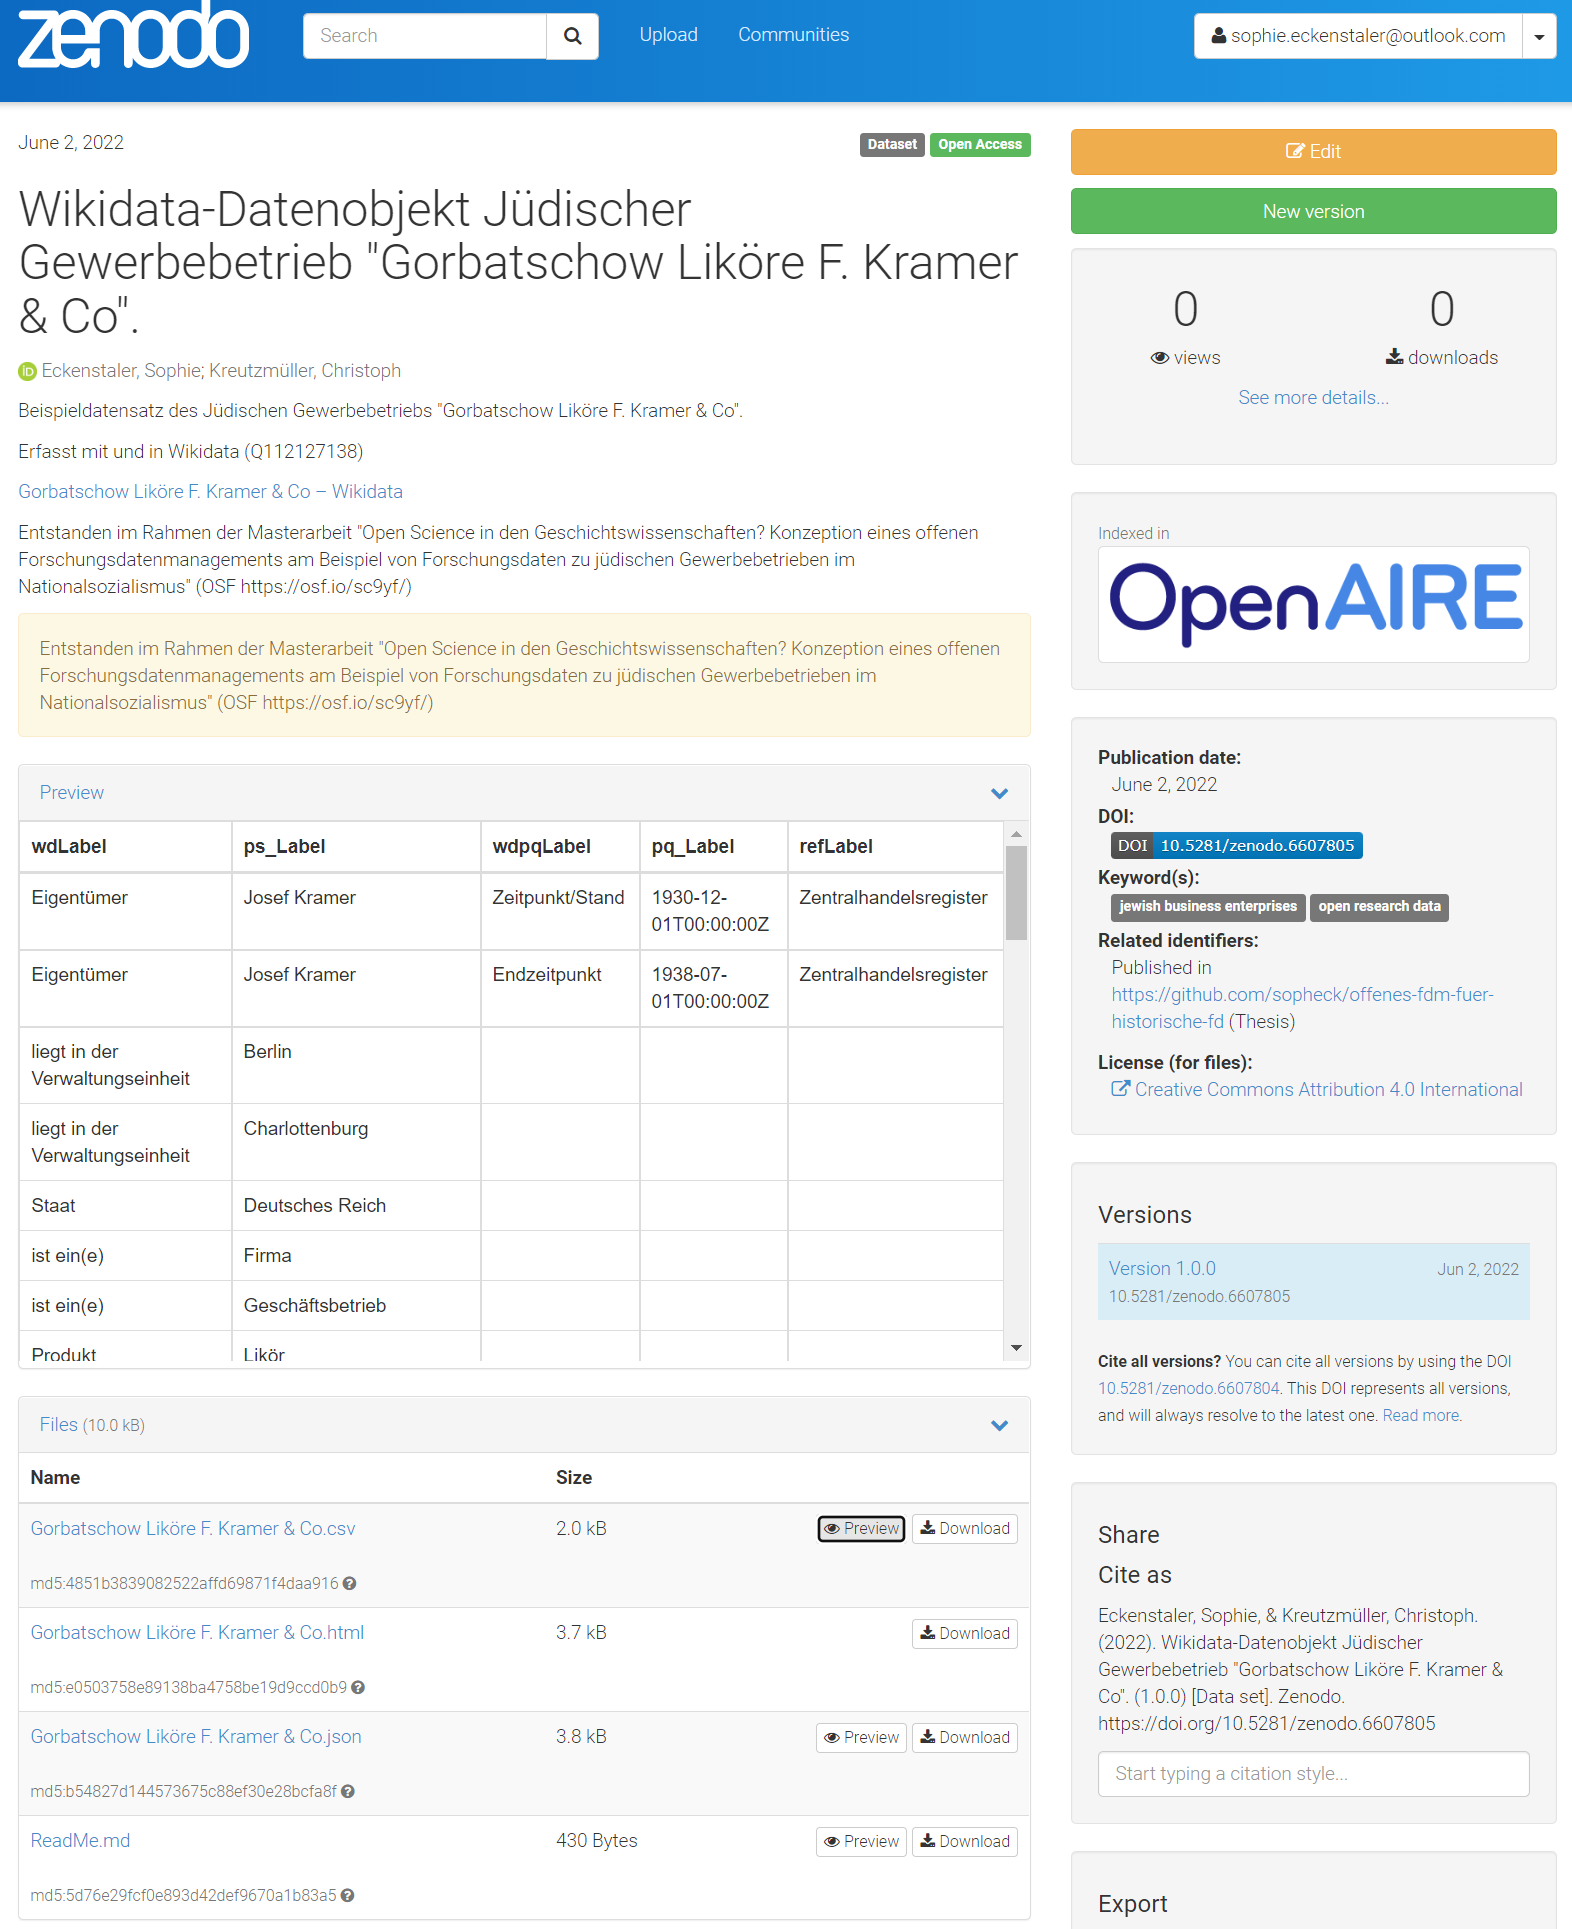 zenodo
Search
Upload
Communities
sophie.eckenstaler@outlook.com
June 2, 2022
Dataset Open Access
Wikidata-Datenobjekt Jüdischer
Gewerbebetrieb "Gorbatschow Liköre F. Kramer
& Co".
iD Eckenstaler, Sophie; Kreutzmüller, Christoph
Beispieldatensatz des Jüdischen Gewerbebetriebs "Gorbatschow Liköre F. Kramer & Co".
Erfasst mit und in Wikidata (Q112127138)
Gorbatschow Liköre F. Kramer & Co – Wikidata
Entstanden im Rahmen der Masterarbeit "Open Science in den Geschichtswissenschaften? Konzeption eines offenen
Forschungsdatenmanagements am Beispiel von Forschungsdaten zu jüdischen Gewerbebetrieben im
Nationalsozialismus" (OSF https://osf.io/sc9yf/)
Entstanden im Rahmen der Masterarbeit "Open Science in den Geschichtswissenschaften? Konzeption eines offenen
Forschungsdatenmanagements am Beispiel von Forschungsdaten zu jüdischen Gewerbebetrieben im
Nationalsozialismus" (OSF https://osf.io/sc9yf/)
Preview
wdLabel ps_Label wdpqLabel pq_Label refLabel
Eigentümer Josef Kramer Zeitpunkt/Stand 1930-12- Zentralhandelsregister
01T00:00:00Z
Eigentümer Josef Kramer Endzeitpunkt 1938-07- Zentralhandelsregister
01T00:00:00Z
liegt in der Berlin
Verwaltungseinheit
liegt in der Charlottenburg
Verwaltungseinheit
Staat Deutsches Reich
ist ein(e) Firma
ist ein(e) Geschäftsbetrieb
Produkt Likör
Files (10.0 kB)
Name Size
Gorbatschow Liköre F. Kramer & Co.csv 2.0 kB Preview Download
md5:4851b3839082522affd69871f4daa916
Gorbatschow Liköre F. Kramer & Co.html 3.7 kB Download
md5:e0503758e89138ba4758be19d9ccd0b9
Gorbatschow Liköre F. Kramer & Co.json 3.8 kB Preview Download
md5:b54827d144573675c88ef30e28bcfa8f
ReadMe.md 430 Bytes Preview Download
md5:5d76e29fcf0e893d42def9670a1b83a5
Edit
New version
0 0
views downloads
See more details...
Indexed in
OpenAIRE
Publication date:
June 2, 2022
DOI:
DOI 10.5281/zenodo.6607805
Keyword(s):
jewish business enterprises open research data
Related identifiers:
Published in
https://github.com/sopheck/offenes-fdm-fuer-
historische-fd (Thesis)
License (for files):
Creative Commons Attribution 4.0 International
Versions
Version 1.0.0 Jun 2, 2022
10.5281/zenodo.6607805
Cite all versions? You can cite all versions by using the DOI
10.5281/zenodo.6607804. This DOI represents all versions,
and will always resolve to the latest one. Read more.
Share
Cite as
Eckenstaler, Sophie, & Kreutzmüller, Christoph.
(2022). Wikidata-Datenobjekt Jüdischer
Gewerbebetrieb "Gorbatschow Liköre F. Kramer &
Co". (1.0.0) [Data set]. Zenodo.
https://doi.org/10.5281/zenodo.6607805
Start typing a citation style...
Export